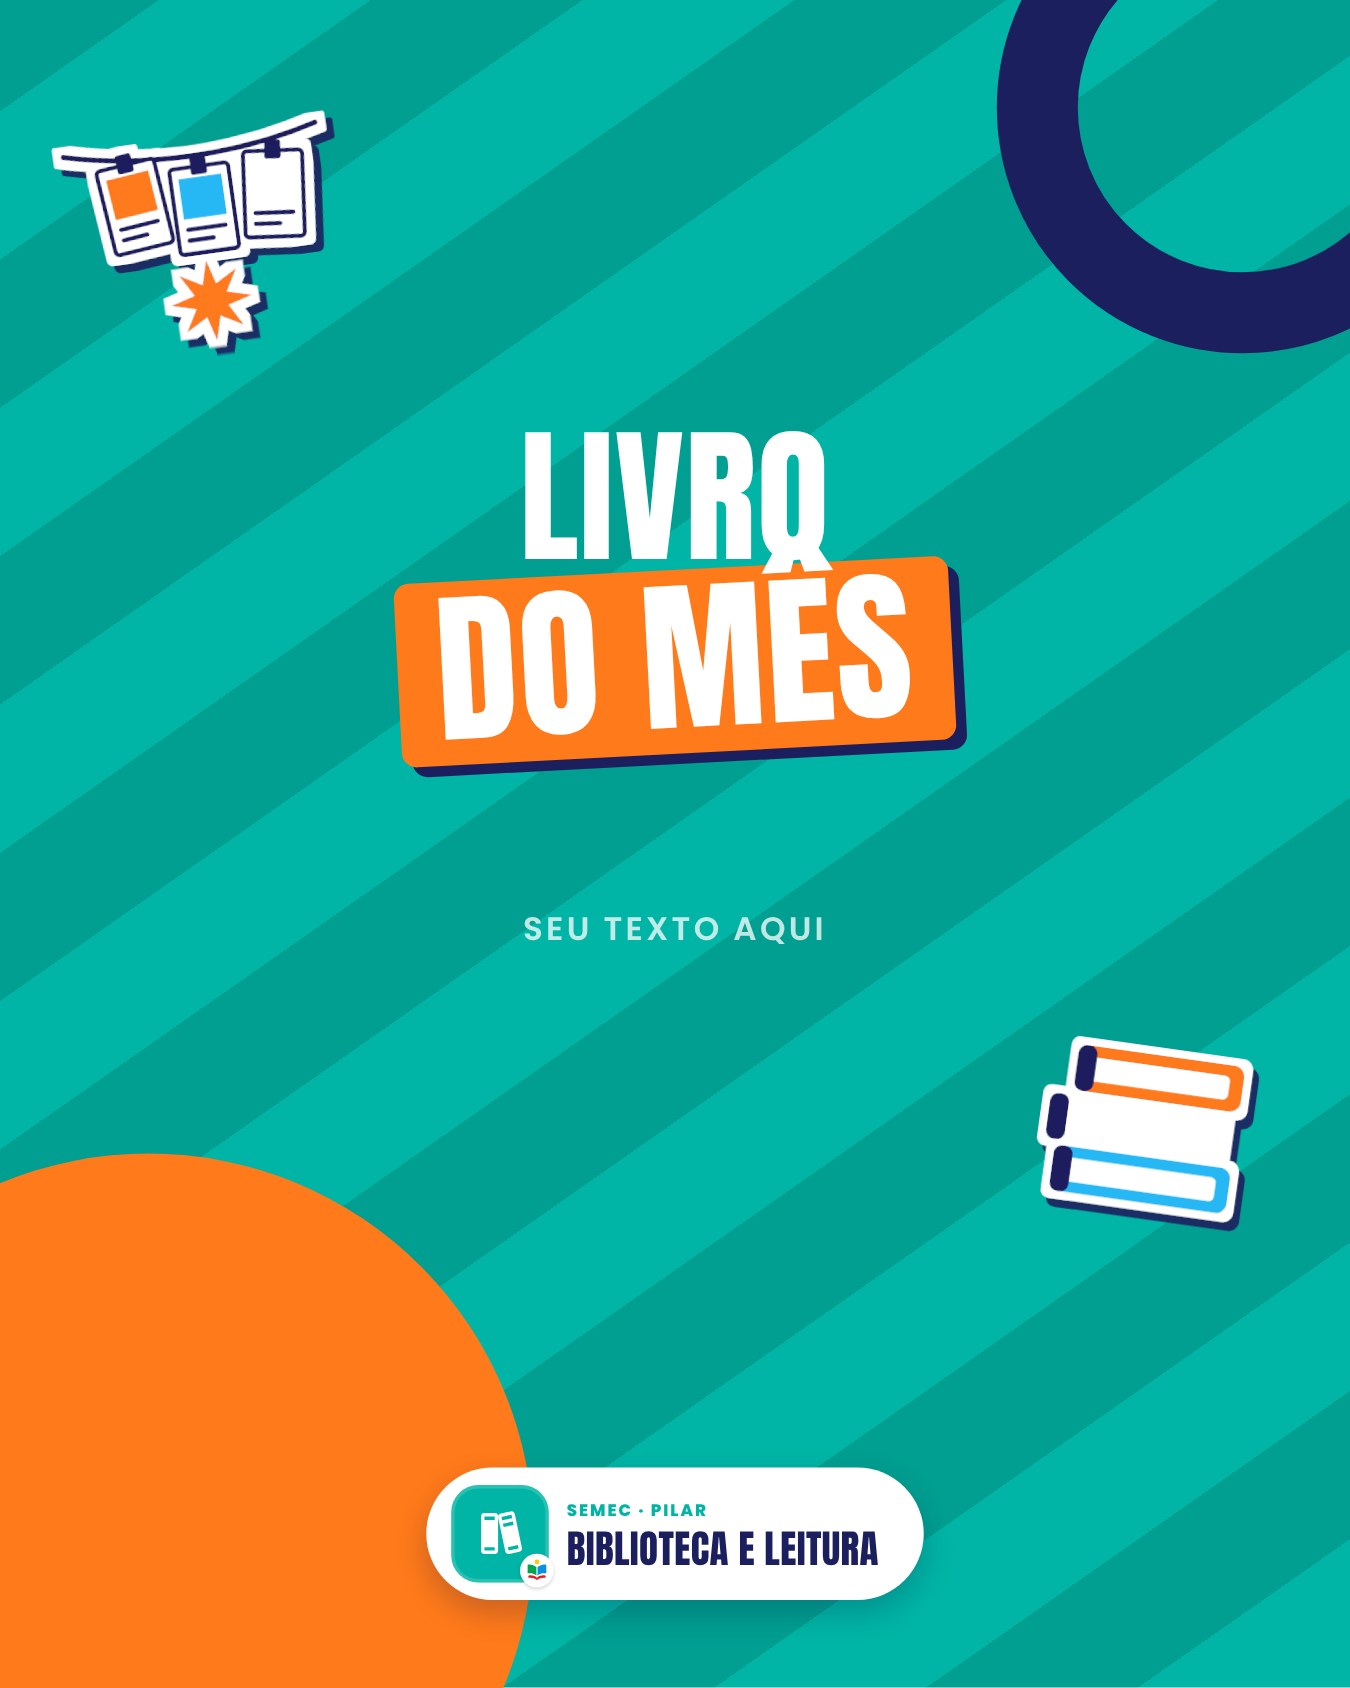 LIVRO
DO MÊS
SEU TEXTO AQUI
SEMEC · PILAR
BIBLIOTECA E LEITURA